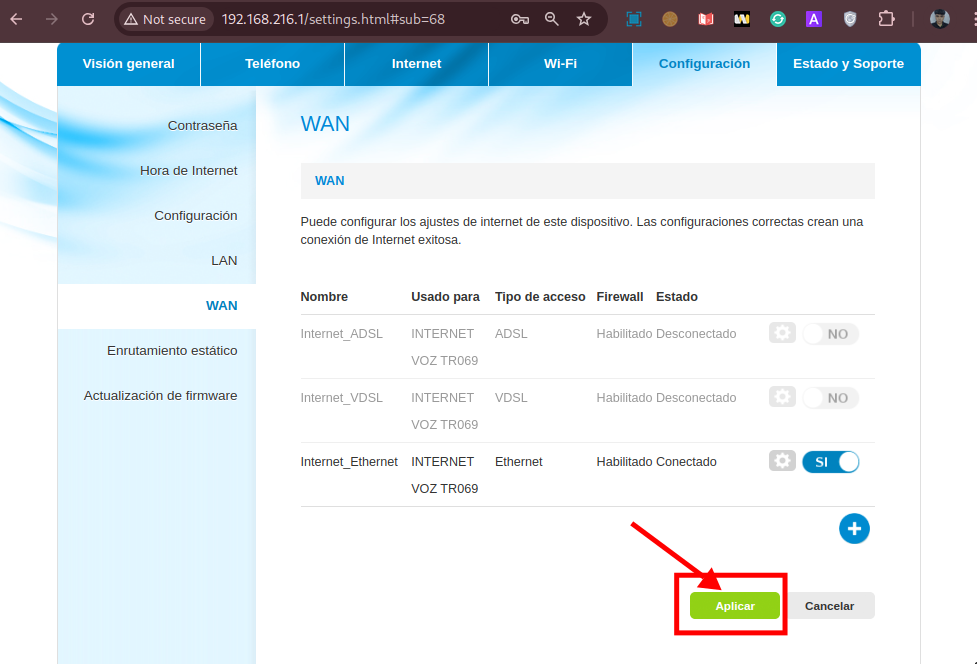 Not secure 192.168.216.1/settings.html#sub=68
Visión general Teléfono Internet Wi-Fi Configuración Estado y Soporte
Contraseña
Hora de Internet
Configuración
LAN
WAN
Enrutamiento estático
Actualización de firmware
WAN
WAN
Puede configurar los ajustes de internet de este dispositivo. Las configuraciones correctas crean una
conexión de Internet exitosa.
Nombre Usado para Tipo de acceso Firewall Estado
Internet_ADSL INTERNET ADSL Habilitado Desconectado NO
VOZ TR069
Internet_VDSL INTERNET VDSL Habilitado Desconectado NO
VOZ TR069
Internet_Ethernet INTERNET Ethernet Habilitado Conectado SI
VOZ TR069
Aplicar Cancelar